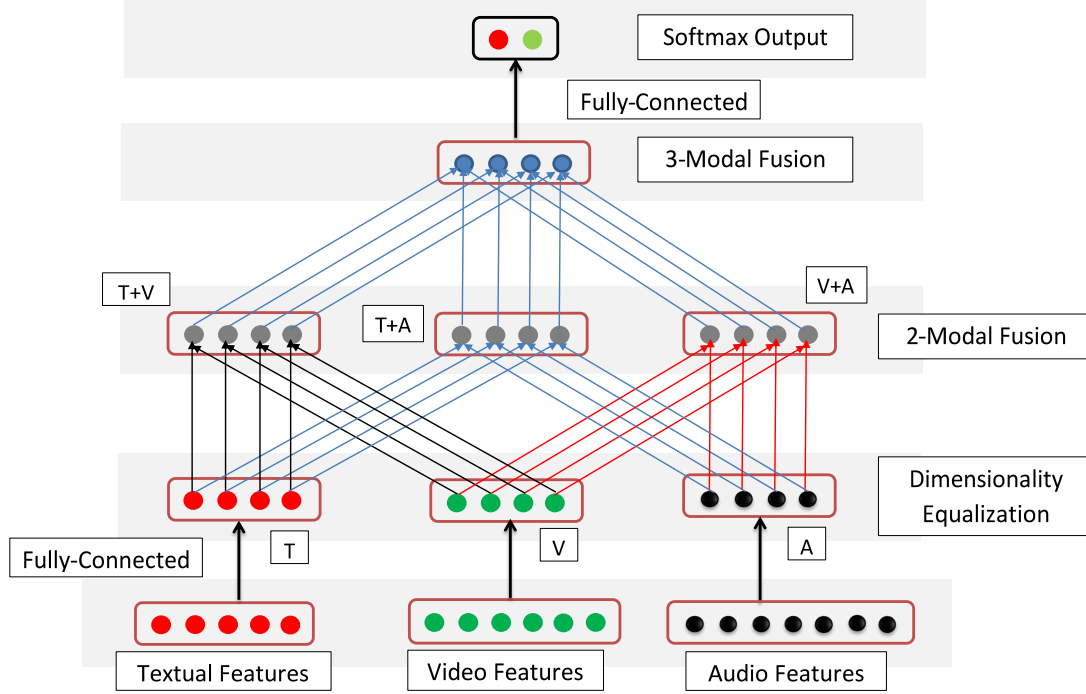 Softmax Output
Fully-Connected
3-Modal Fusion
T+V
V+A
T+A
2-Modal Fusion
Dimensionality
Equalization
T
V
A
Fully-Connected
Textual Features
Video Features
Audio Features